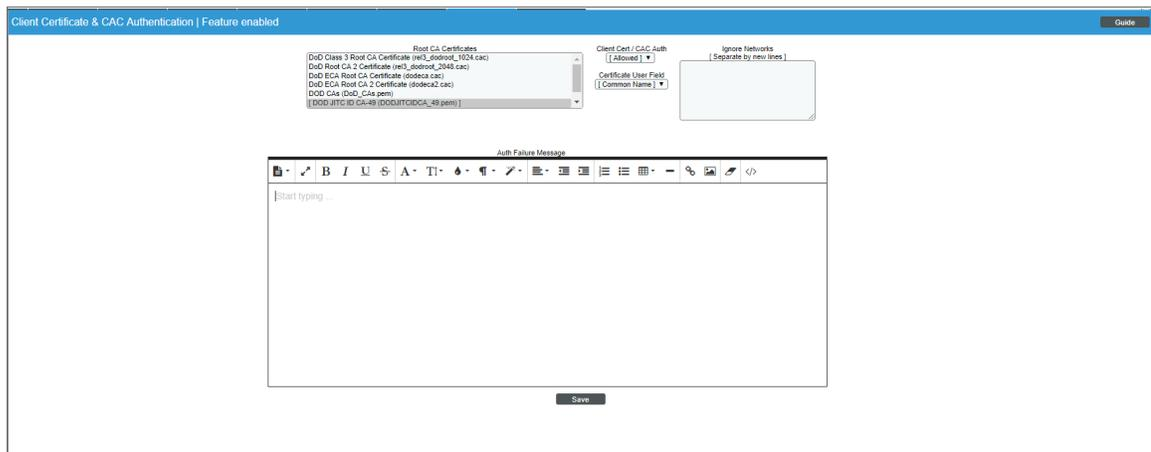 Client Certificate & CAC Authentication | Feature enabled
Guide
Root CA Certificates
DoD Class 3 Root CA Certificate (rel3_dodroot_1024.cac)
DoD Root CA 2 Certificate (rel3_dodroot_2048.cac)
DoD ECA Root CA Certificate (dodeca.cac)
DoD ECA Root CA 2 Certificate (dodeca2.cac)
DOD CAs (DoD_CAs.pem)
[ DOD JITC ID CA-49 (DODJITCIDCA_49.pem) ]
Client Cert / CAC Auth
[ Allowed ]
Certificate User Field
[ Common Name ]
Ignore Networks
[ Separate by new lines ]
Auth Failure Message
Start typing ...
Save